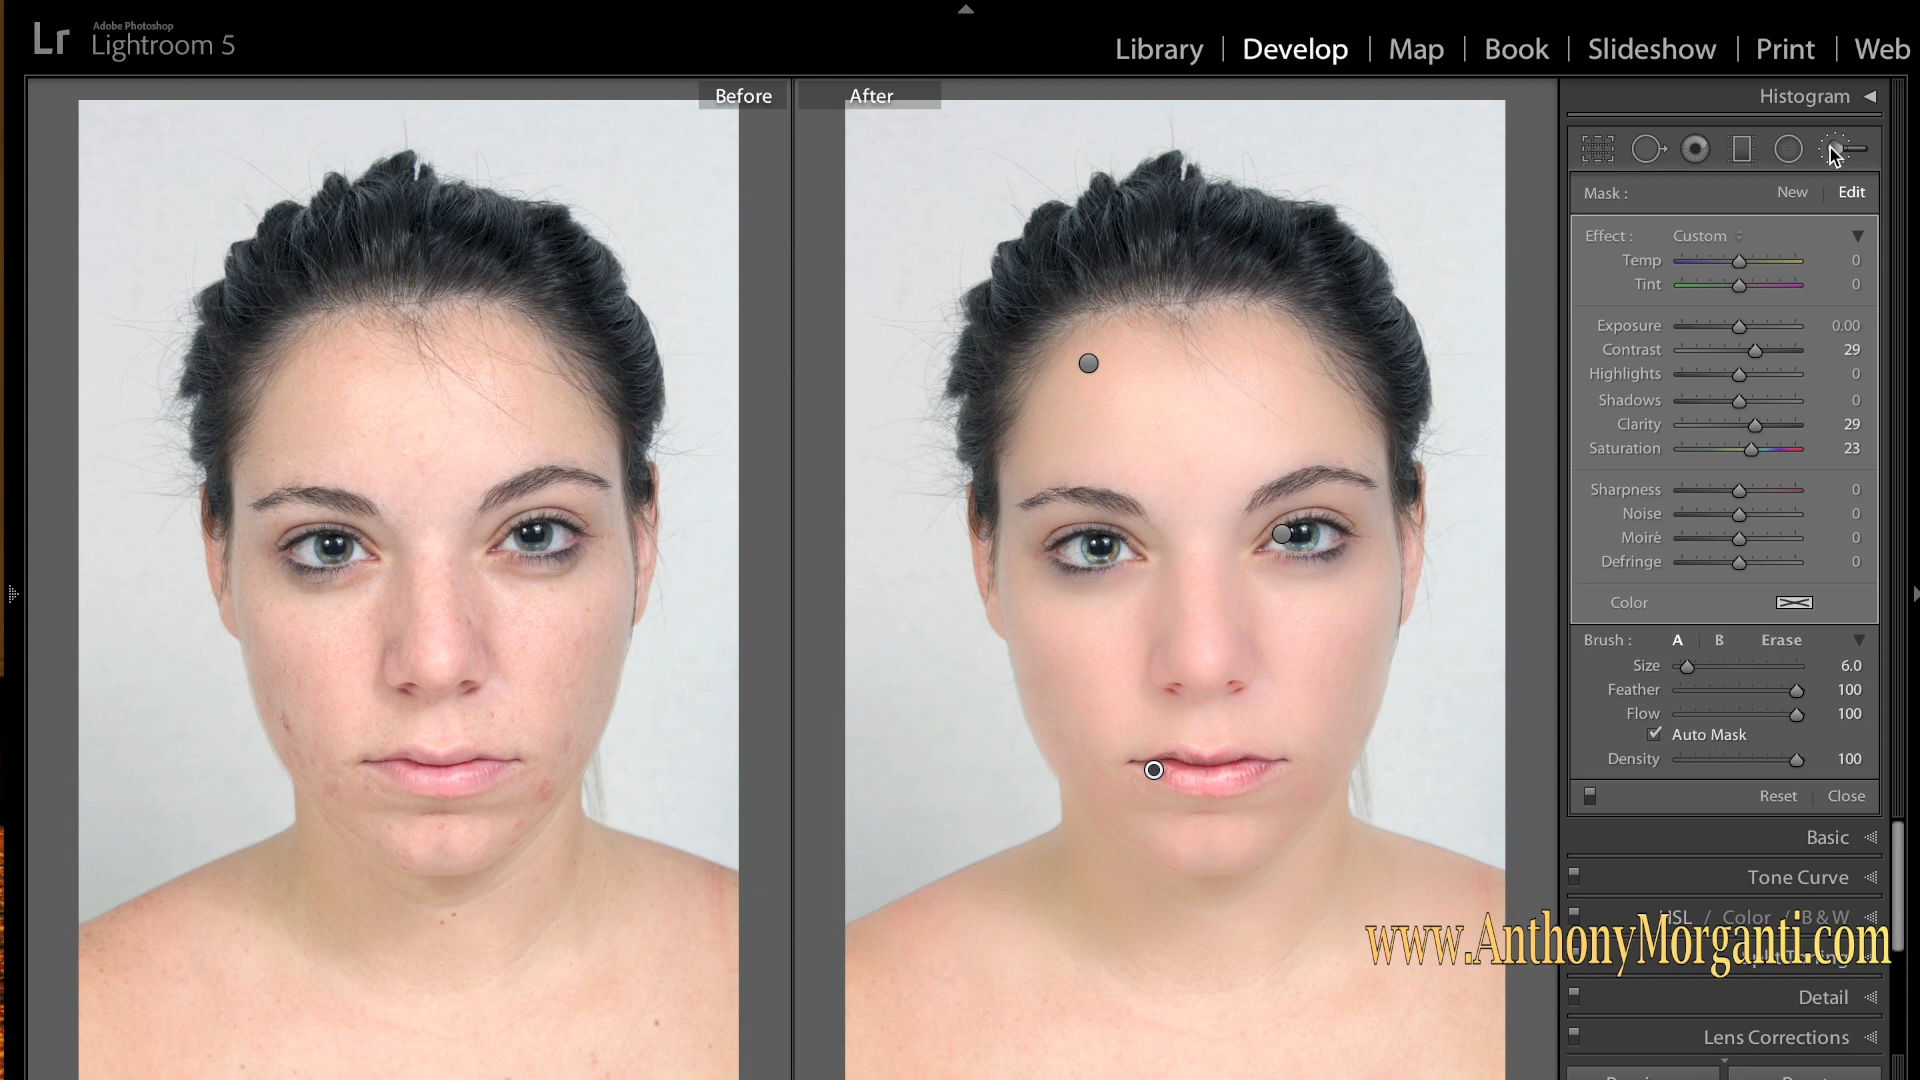 Lr Adobe Photoshop
Lightroom 5
Library | Develop | Map | Book | Slideshow | Print | Web
Before
After
Histogram
Mask : New | Edit
Effect : Custom
Temp 0
Tint 0
Exposure 0.00
Contrast 29
Highlights 0
Shadows 0
Clarity 29
Saturation 23
Sharpness 0
Noise 0
Moiré 0
Defringe 0
Color
Brush : A | B Erase
Size 6.0
Feather 100
Flow 100
Auto Mask
Density 100
Reset | Close
Basic
Tone Curve
HSL / Color / B & W
www.AnthonyMorganti.com
Detail
Lens Corrections